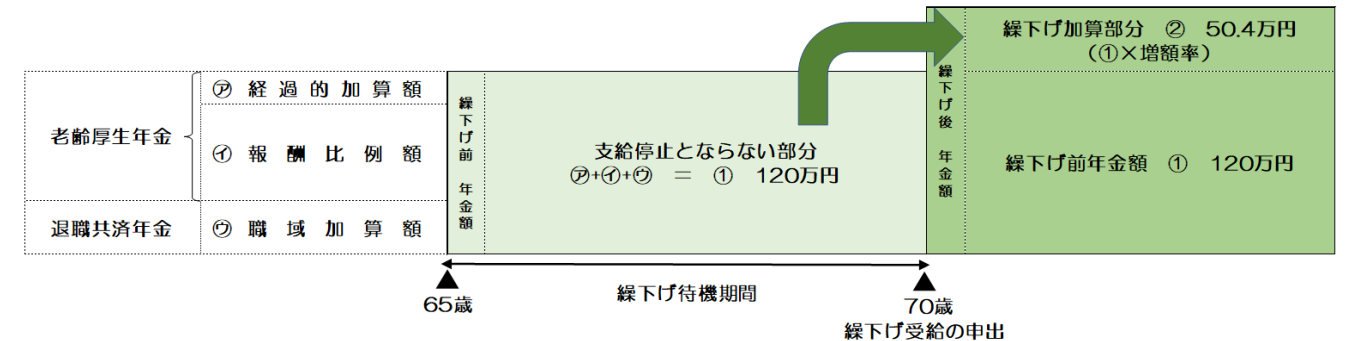 繰下げ加算部分 ② 50.4万円
（①×増額率）
老齢厚生年金
㋐ 経過的加算額
㋑ 報酬比例額
退職共済年金
㋒ 職域加算額
繰下げ前 年金額
支給停止とならない部分
㋐+㋑+㋒ ＝ ① 120万円
繰下げ後 年金額
繰下げ前年金額 ① 120万円
65歳
繰下げ待機期間
70歳
繰下げ受給の申出